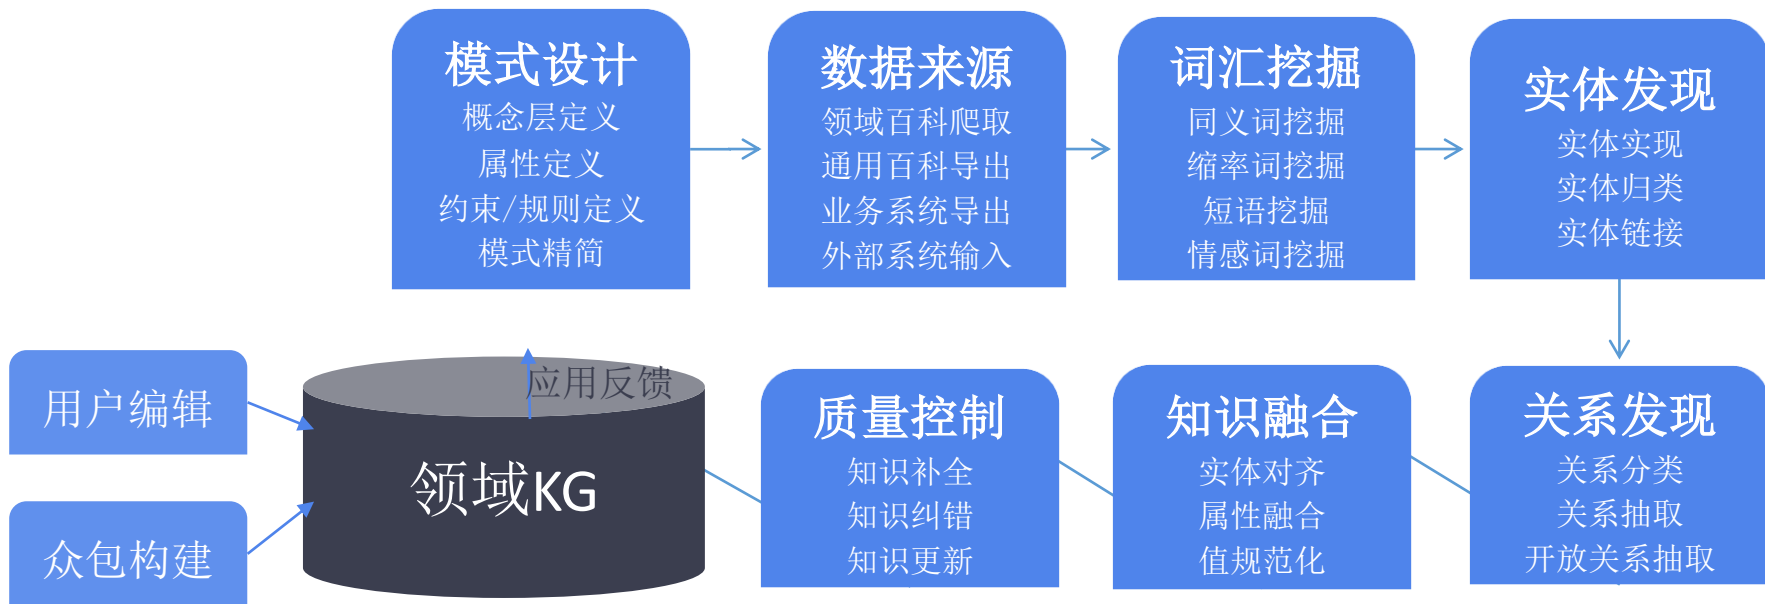 模式设计
概念层定义
属性定义
约束/规则定义
模式精简
数据来源
领域百科爬取
通用百科导出
业务系统导出
外部系统输入
词汇挖掘
同义词挖掘
缩率词挖掘
短语挖掘
情感词挖掘
实体发现
实体实现
实体归类
实体链接
用户编辑
众包构建
应用反馈
领域KG
质量控制
知识补全
知识纠错
知识更新
知识融合
实体对齐
属性融合
值规范化
关系发现
关系分类
关系抽取
开放关系抽取